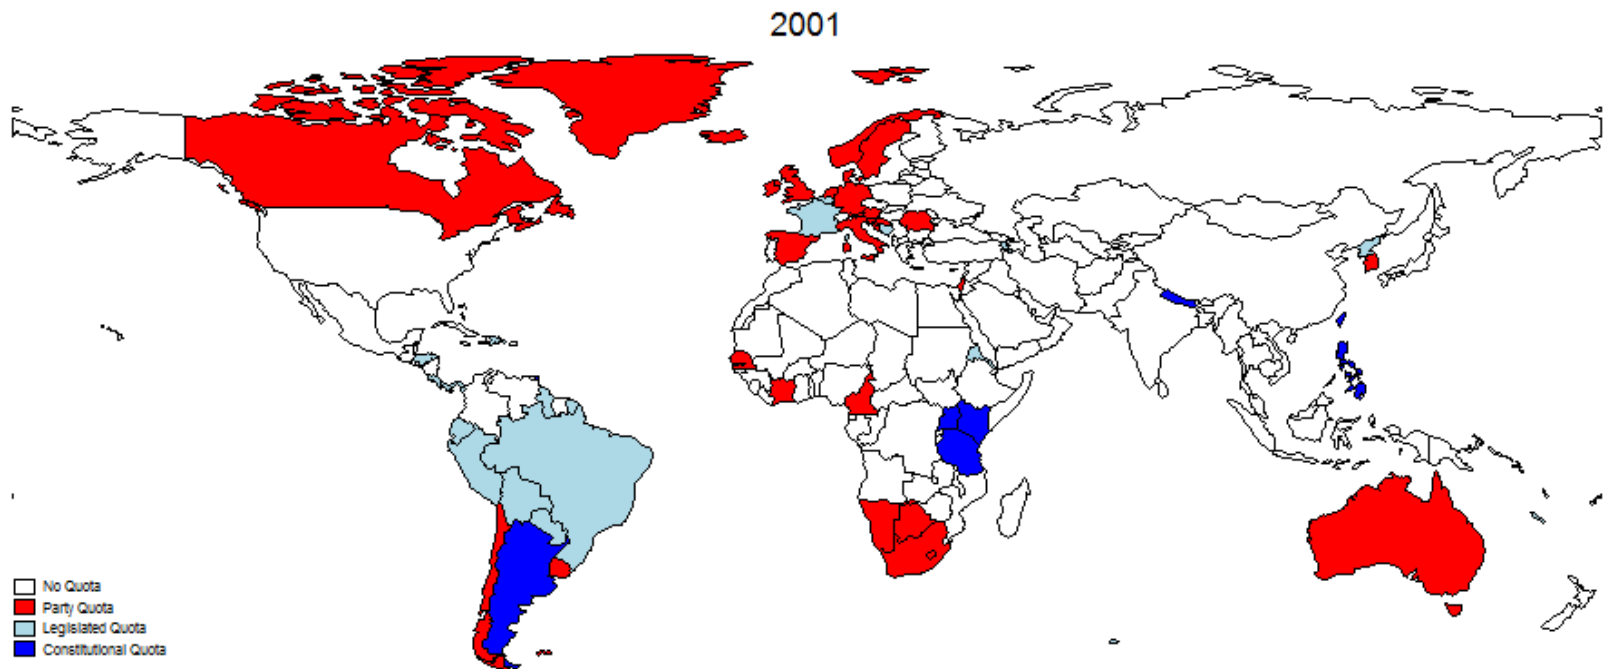 2001
No Quota
Party Quota
Legislated Quota
Constitutional Quota